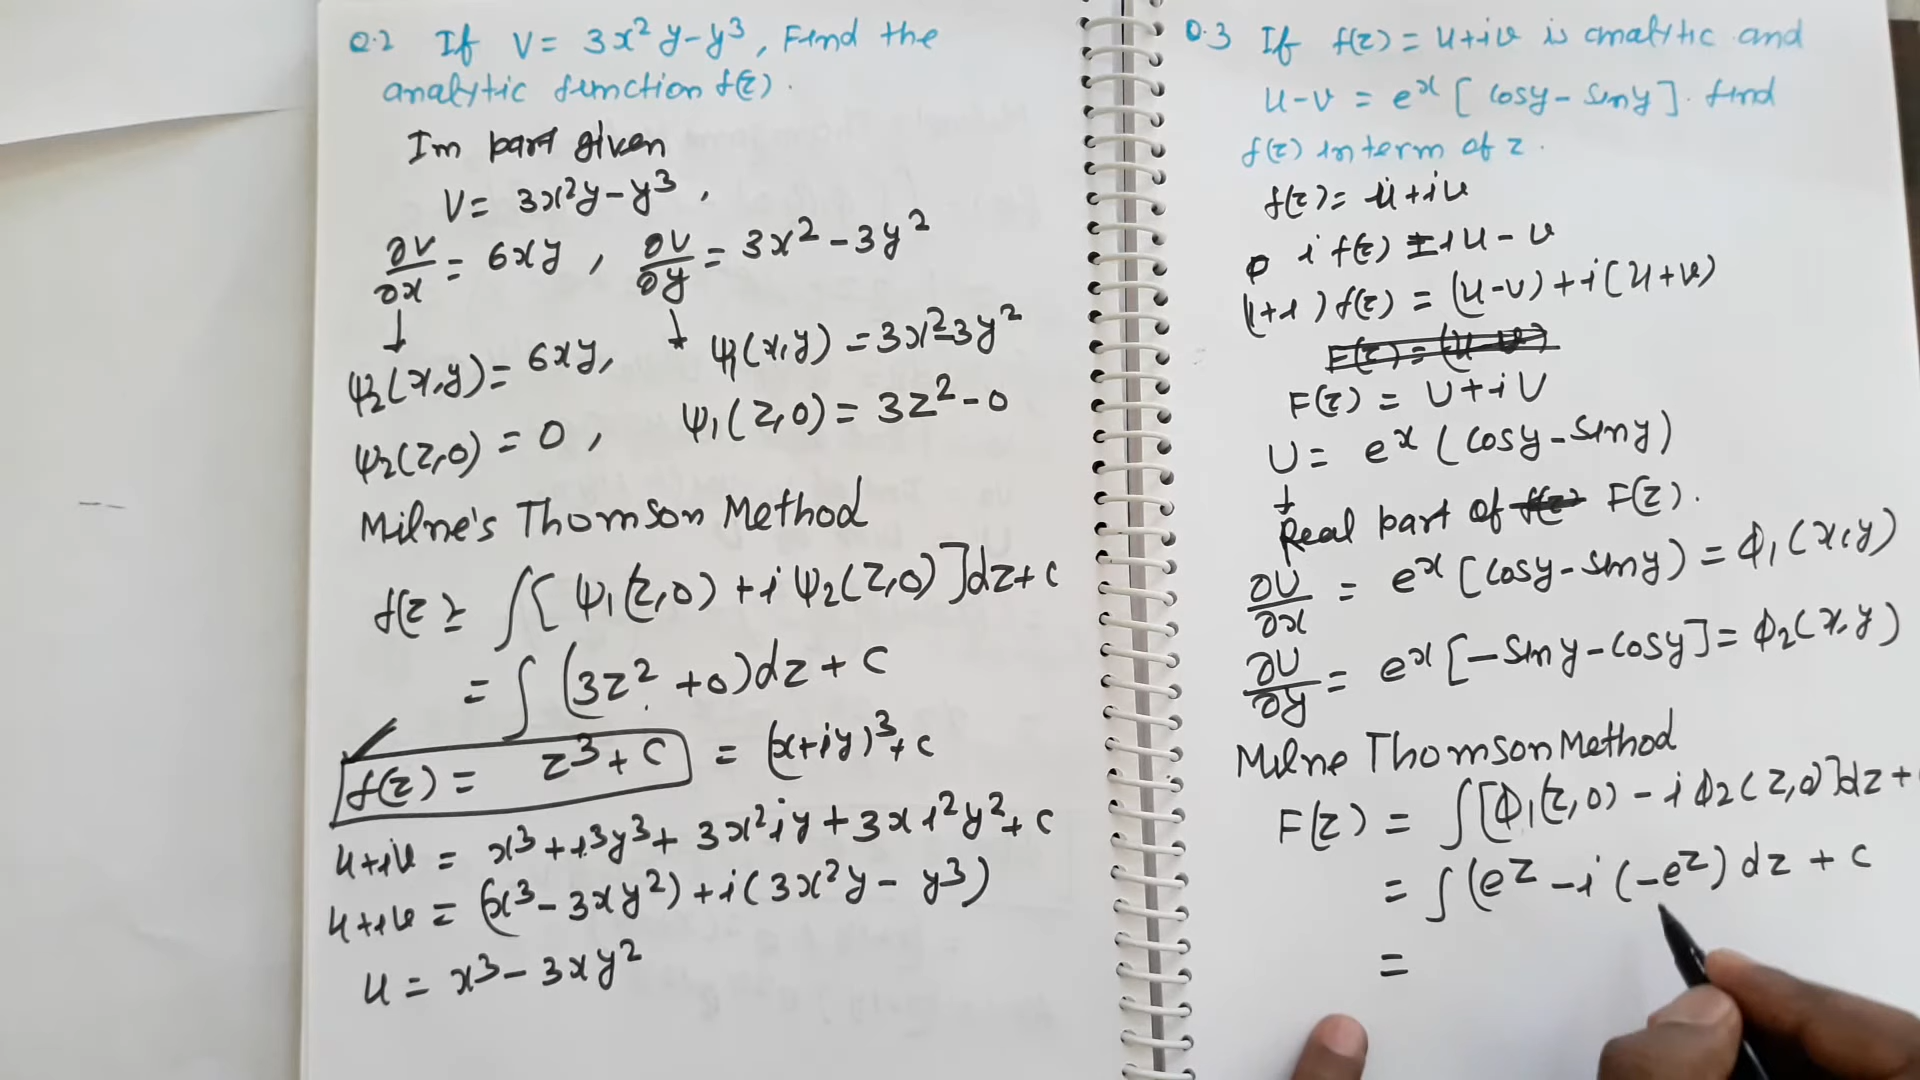 Q.2 If V = 3x²y-y³, Find the
analytic function f(z).
Im part given
V = 3x²y-y³,
∂V/∂x = 6xy, ∂V/∂y = 3x²-3y²
↓ ↓
ψ₂(x,y) = 6xy, ψ₁(x,y) = 3x²-3y²
ψ₂(z,0) = 0, ψ₁(z,0) = 3z²-0
Milne's Thomson Method
f(z) = ∫[ψ₁(z,0) + i ψ₂(z,0)]dz+c
= ∫(3z²+0)dz + c
f(z) = z³+c = (x+iy)³+c
u+iv = x³+i³y³+3x²iy+3xi²y²+c
u+iv = (x³-3xy²)+i(3x²y-y³)
u = x³-3xy²
Q.3 If f(z) = u+iv is analytic and
u-v = eˣ[cosy-siny]. find
f(z) in term of z.
f(z) = u+iv
i f(z) = iu-v
(1+i)f(z) = (u-v)+i(u+v)
F(z) = (u-v)
F(z) = U+iV
U = eˣ(cosy-siny)
↓
Real part of f(z) F(z).
∂U/∂x = eˣ[cosy-siny) = ϕ₁(x,y)
∂U/∂y = eˣ[-siny-cosy] = ϕ₂(x,y)
Milne Thomson Method
F(z) = ∫[ϕ₁(z,0) - i ϕ₂(z,0)]dz+
= ∫(eᶻ-i(-eᶻ)dz + c
=